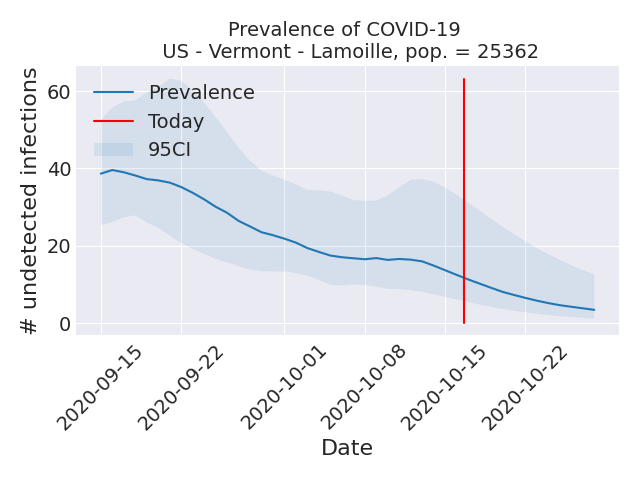 Prevalence of COVID-19
US - Vermont - Lamoille, pop. = 25362
# undetected infections
60
40
20
0
Prevalence
Today
95CI
2020-09-15
2020-09-22
2020-10-01
2020-10-08
2020-10-15
2020-10-22
Date